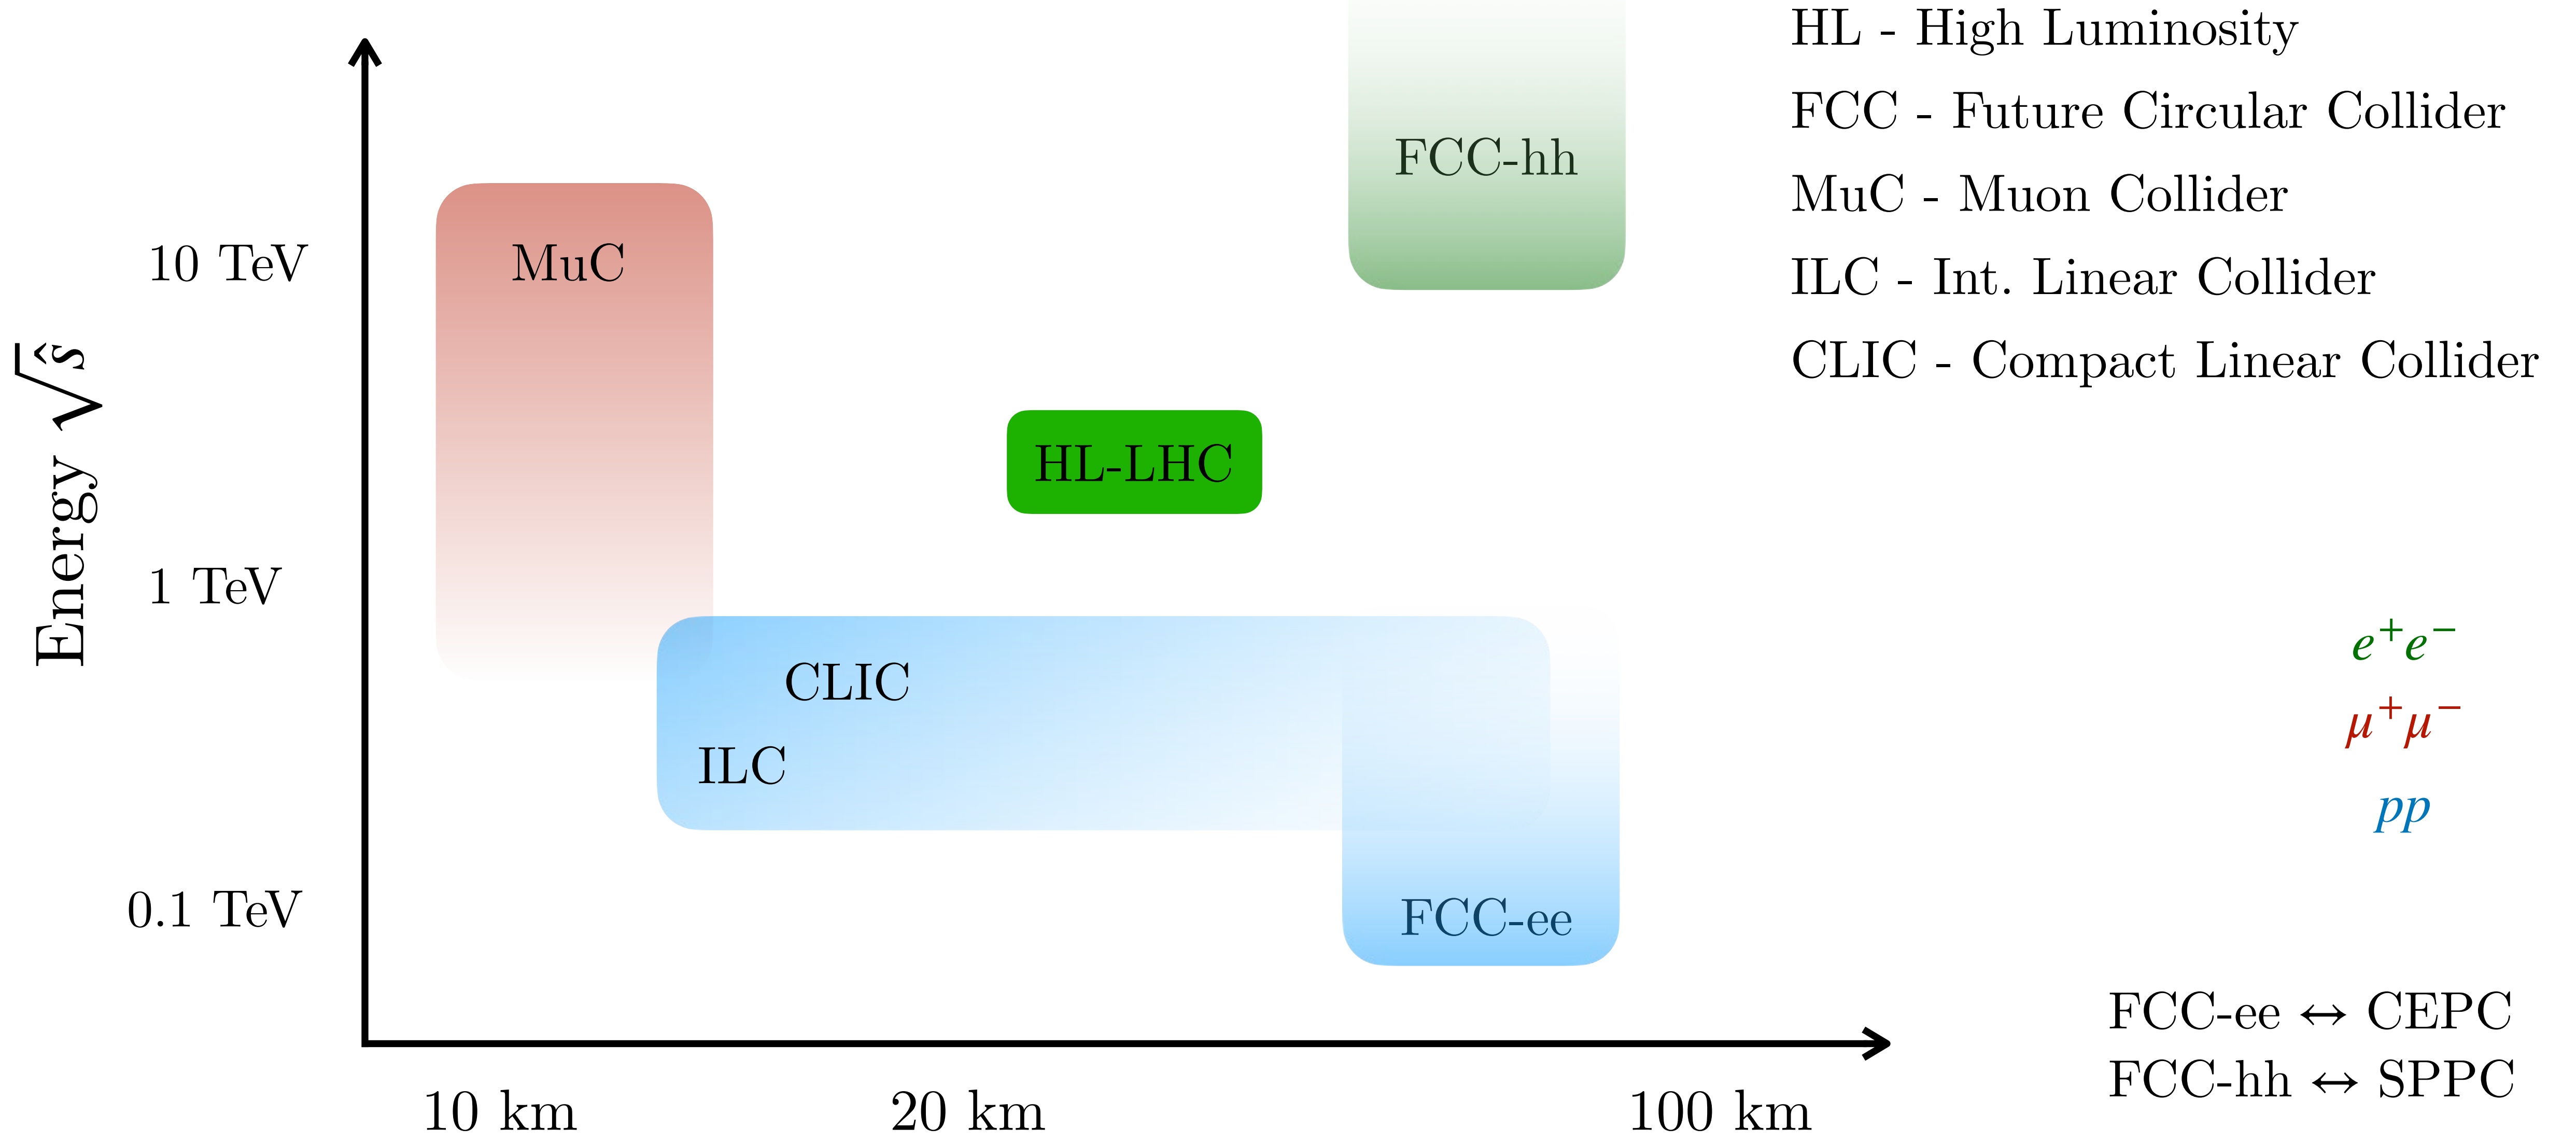 HL - High Luminosity
FCC - Future Circular Collider
MuC - Muon Collider
ILC - Int. Linear Collider
CLIC - Compact Linear Collider
FCC-hh
MuC
10 TeV
Energy √ŝ
HL-LHC
1 TeV
CLIC
ILC
0.1 TeV
FCC-ee
e⁺e⁻
μ⁺μ⁻
pp
FCC-ee ↔ CEPC
FCC-hh ↔ SPPC
10 km
20 km
100 km